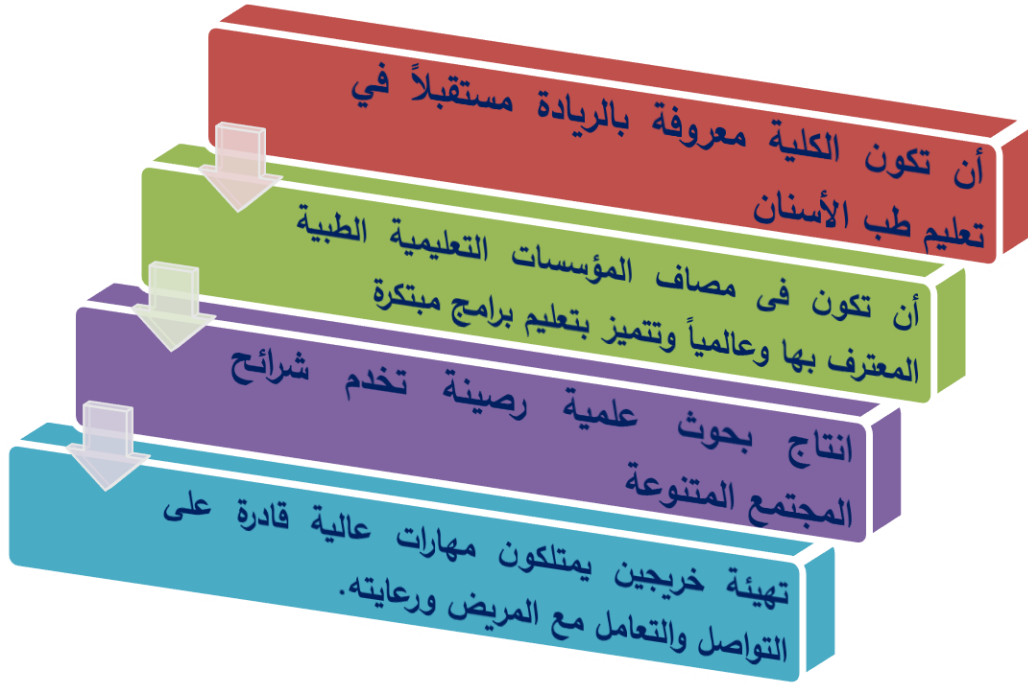 أن تكون الكلية معروفة بالريادة مستقبلاً في
تعليم طب الأسنان
أن تكون فى مصاف المؤسسات التعليمية الطبية
المعترف بها وعالمياً وتتميز بتعليم برامج مبتكرة
انتاج بحوث علمية رصينة تخدم شرائح
المجتمع المتنوعة
تهيئة خريجين يمتلكون مهارات عالية قادرة على
التواصل والتعامل مع المريض ورعايته.